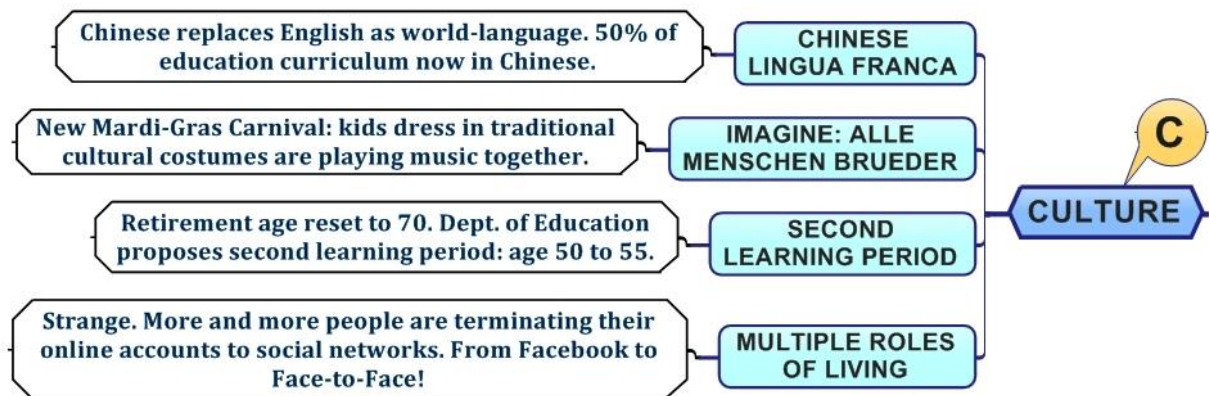 Chinese replaces English as world-language. 50% of
education curriculum now in Chinese.
CHINESE
LINGUA FRANCA
New Mardi-Gras Carnival: kids dress in traditional
cultural costumes are playing music together.
IMAGINE: ALLE
MENSCHEN BRUEDER
C
CULTURE
Retirement age reset to 70. Dept. of Education
proposes second learning period: age 50 to 55.
SECOND
LEARNING PERIOD
Strange. More and more people are terminating their
online accounts to social networks. From Facebook to
Face-to-Face!
MULTIPLE ROLES
OF LIVING